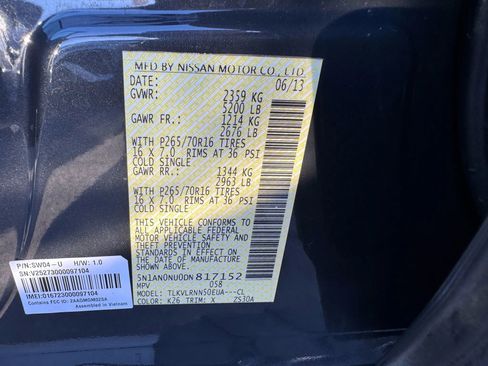 MFD BY NISSAN MOTOR CO., LTD.
DATE: 06/13
GVWR: 2359 KG
5200 LB
GAWR FR.: 1214 KG
2676 LB
WITH P265/70R16 TIRES
16 X 7.0 RIMS AT 36 PSI
COLD SINGLE
GAWR RR.: 1344 KG
2963 LB
WITH P265/70R16 TIRES
16 X 7.0 RIMS AT 36 PSI
COLD SINGLE
THIS VEHICLE CONFORMS TO ALL
APPLICABLE FEDERAL MOTOR
VEHICLE SAFETY STANDARDS IN
EFFECT ON THE DATE OF
MANUFACTURE SHOWN ABOVE.
5N1AN0NU0DN817152
MPV 058
MODEL: TLKVLRNN50EUA---CL
COLOR: K26 TRIM: X ZS30A
P/N:SW04-U H/W: 1.0
SN:V25273000097104
IMEI:016723000097104
Contains FCC ID:
Assembled in Vietnam